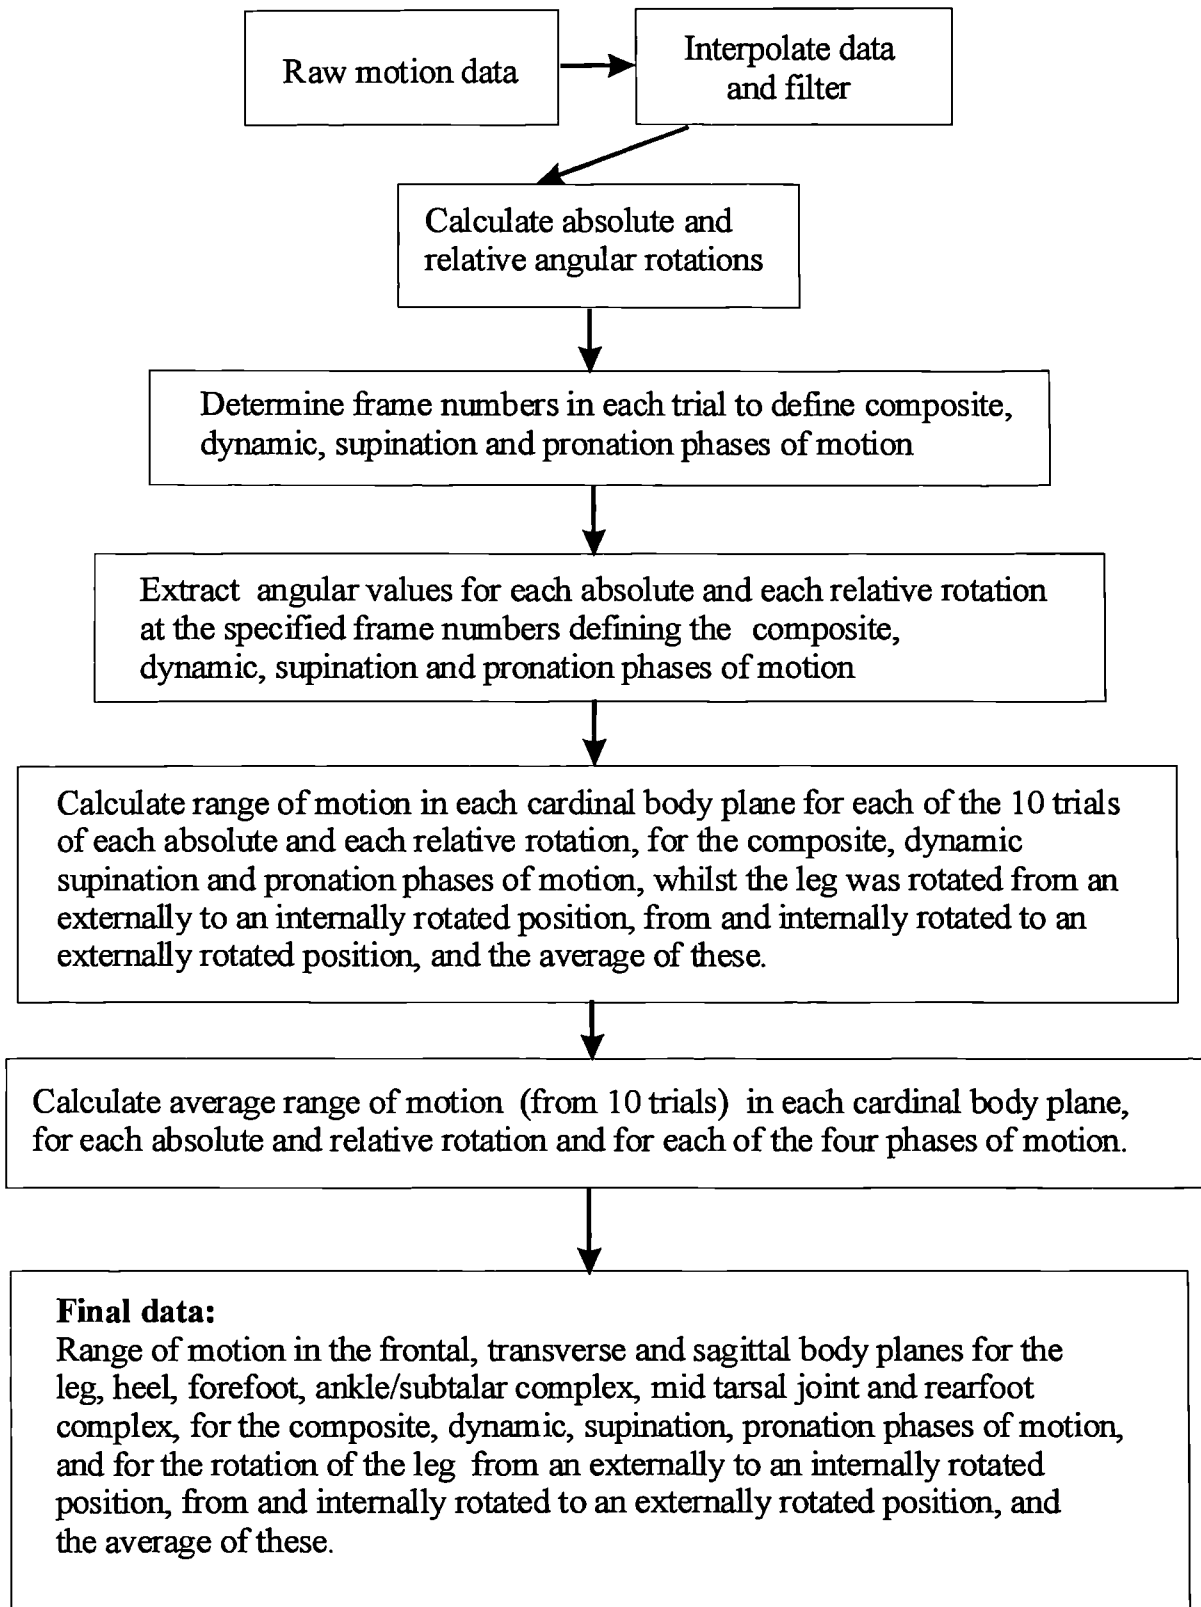 Raw motion data
Interpolate data
and filter
Calculate absolute and
relative angular rotations
Determine frame numbers in each trial to define composite,
dynamic, supination and pronation phases of motion
Extract angular values for each absolute and each relative rotation
at the specified frame numbers defining the composite,
dynamic, supination and pronation phases of motion
Calculate range of motion in each cardinal body plane for each of the 10 trials
of each absolute and each relative rotation, for the composite, dynamic
supination and pronation phases of motion, whilst the leg was rotated from an
externally to an internally rotated position, from and internally rotated to an
externally rotated position, and the average of these.
Calculate average range of motion (from 10 trials) in each cardinal body plane,
for each absolute and relative rotation and for each of the four phases of motion.
Final data:
Range of motion in the frontal, transverse and sagittal body planes for the
leg, heel, forefoot, ankle/subtalar complex, mid tarsal joint and rearfoot
complex, for the composite, dynamic, supination, pronation phases of motion,
and for the rotation of the leg from an externally to an internally rotated
position, from and internally rotated to an externally rotated position, and
the average of these.